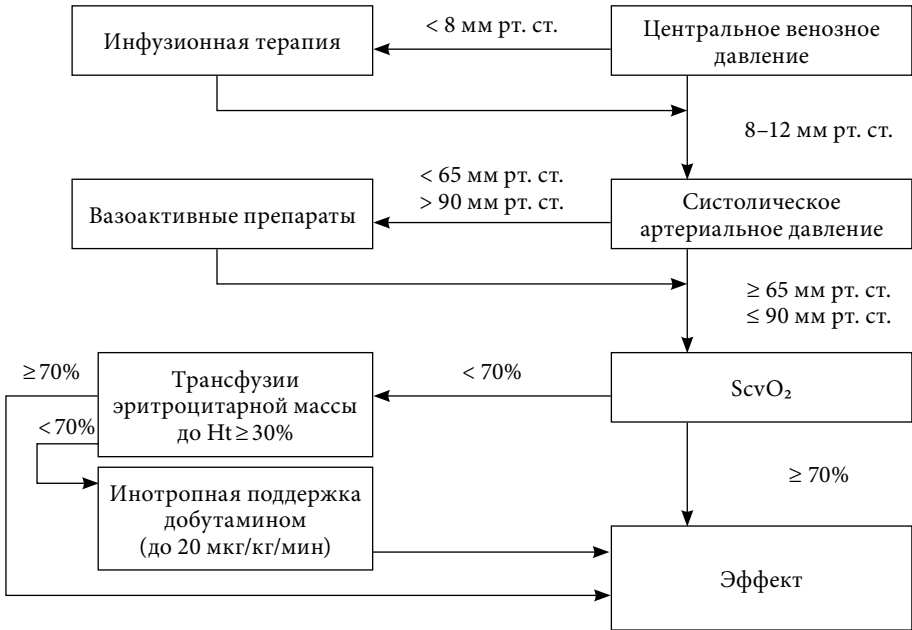 Инфузионная терапия
< 8 мм рт. ст.
Центральное венозное
давление
8–12 мм рт. ст.
Вазоактивные препараты
< 65 мм рт. ст.
> 90 мм рт. ст.
Систолическое
артериальное давление
≥ 65 мм рт. ст.
≤ 90 мм рт. ст.
≥70%
Трансфузии
эритроцитарной массы
до Ht ≥ 30%
< 70%
ScvO₂
<70%
≥ 70%
Инотропная поддержка
добутамином
(до 20 мкг/кг/мин)
Эффект